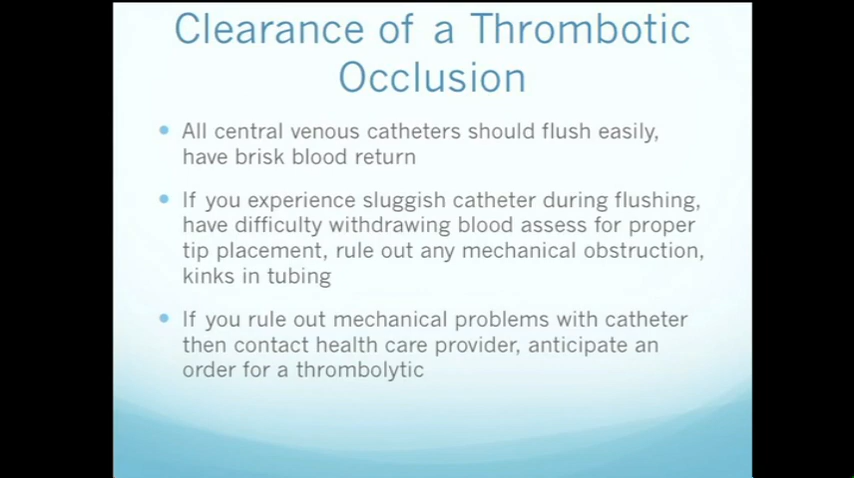 Clearance of a Thrombotic
Occlusion
• All central venous catheters should flush easily,
have brisk blood return
• If you experience sluggish catheter during flushing,
have difficulty withdrawing blood assess for proper
tip placement, rule out any mechanical obstruction,
kinks in tubing
• If you rule out mechanical problems with catheter
then contact health care provider, anticipate an
order for a thrombolytic